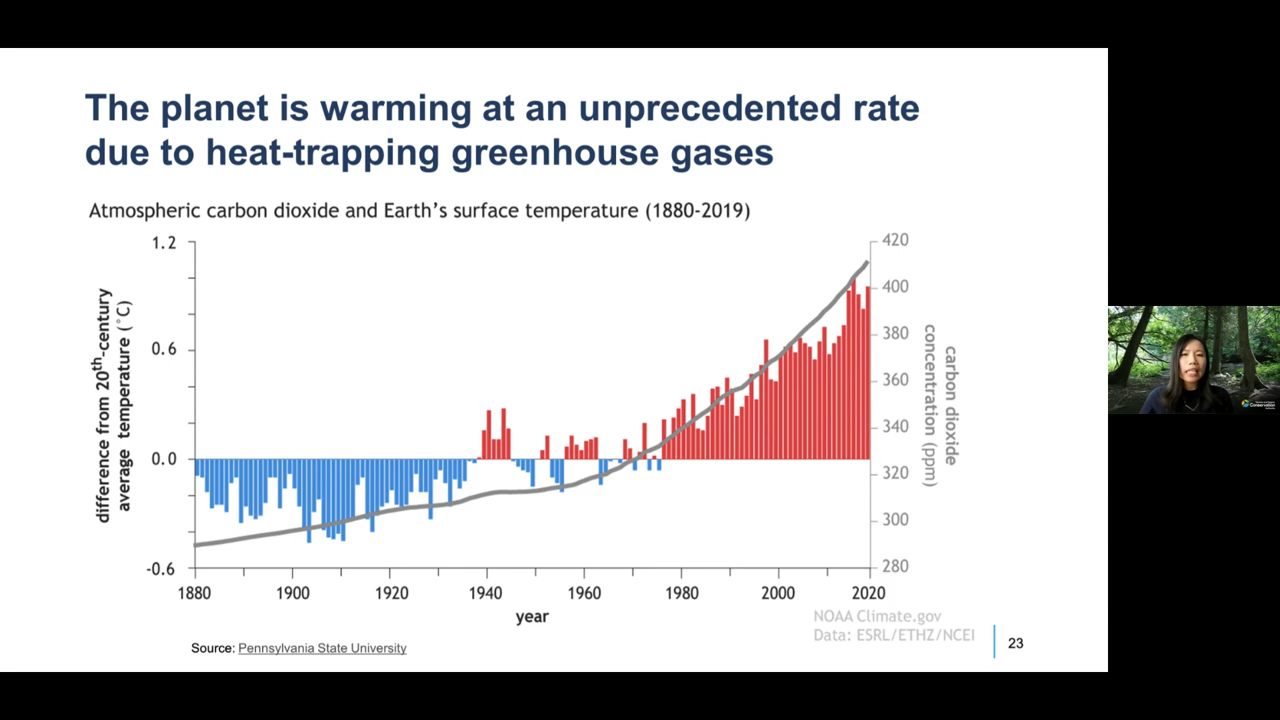 The planet is warming at an unprecedented rate
due to heat-trapping greenhouse gases
Atmospheric carbon dioxide and Earth's surface temperature (1880-2019)
difference from 20th-century
average temperature (°C)
1.2
0.6
0.0
-0.6
420
400
380
360
340
320
300
280
carbon dioxide
concentration (ppm)
1880 1900 1920 1940 1960 1980 2000 2020
year
NOAA Climate.gov
Data: ESRL/ETHZ/NCEI
Source: Pennsylvania State University
23
Conservation